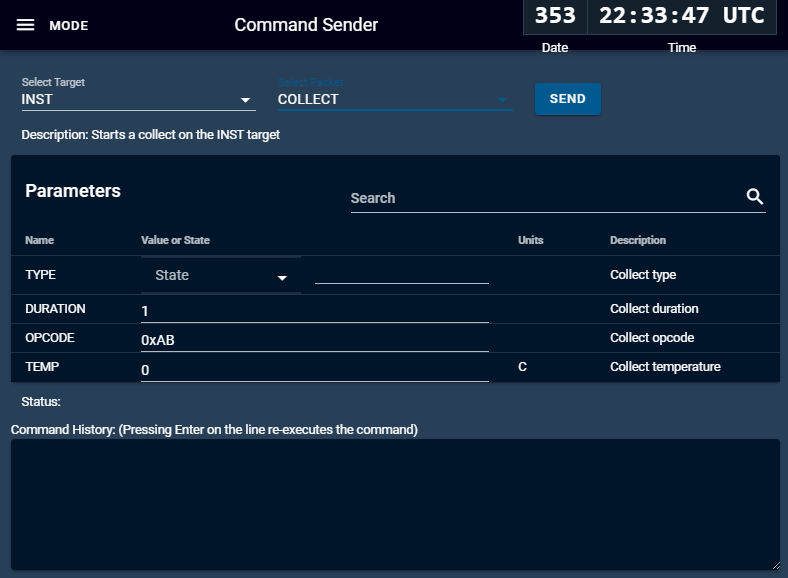 MODE
Command Sender
353 22:33:47 UTC
Date Time
Select Target Select Packet
INST COLLECT SEND
Description: Starts a collect on the INST target
Parameters
Search
Name Value or State Units Description
TYPE State Collect type
DURATION 1 Collect duration
OPCODE 0xAB Collect opcode
TEMP 0 C Collect temperature
Status:
Command History: (Pressing Enter on the line re-executes the command)